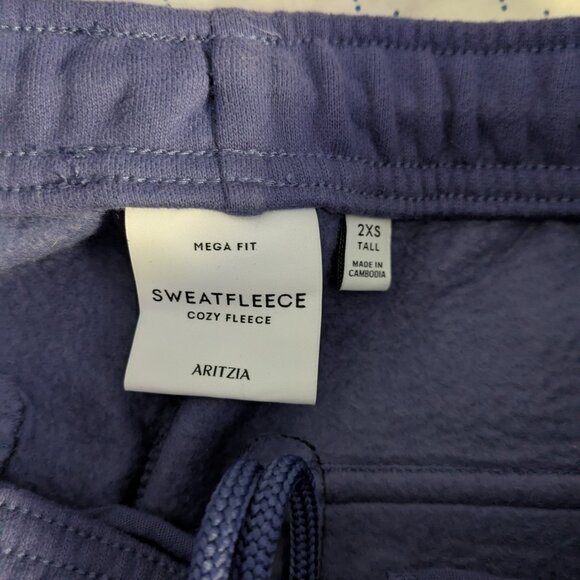 MEGA FIT
SWEATFLEECE
COZY FLEECE
ARITZIA
2XS
TALL
MADE IN
CAMBODIA